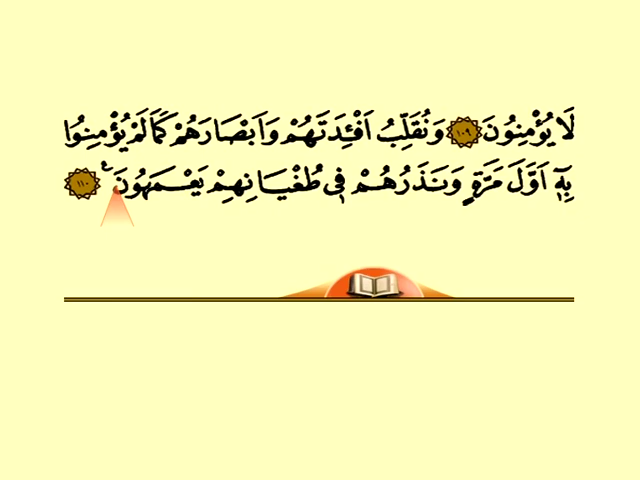 لَا يُؤْمِنُونَ ﴿١٠٩﴾ وَنُقَلِّبُ اَفْـِٔدَتَهُمْ وَاَبْصَارَهُمْ كَمَا لَمْ يُؤْمِنُوا
بِهٖٓ اَوَّلَ مَرَّةٍ وَنَذَرُهُمْ فٖي طُغْيَانِهِمْ يَعْمَهُونَ ع ﴿١١٠﴾